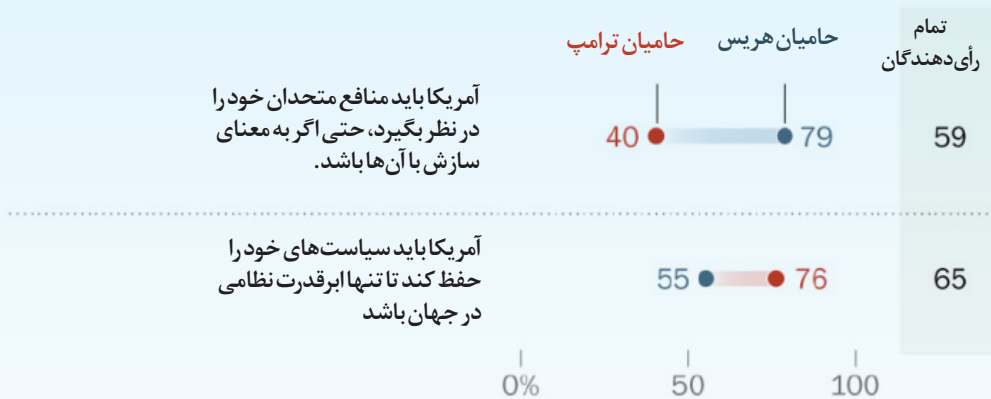 تمام
رأی‌دهندگان
حامیان هریس
حامیان ترامپ
آمریکا باید منافع متحدان خود را
در نظر بگیرد، حتی اگر به معنای
سازش با آن‌ها باشد.
40
79
59
آمریکا باید سیاست‌های خود را
حفظ کند تا تنها ابرقدرت نظامی
در جهان باشد
55
76
65
0%
50
100